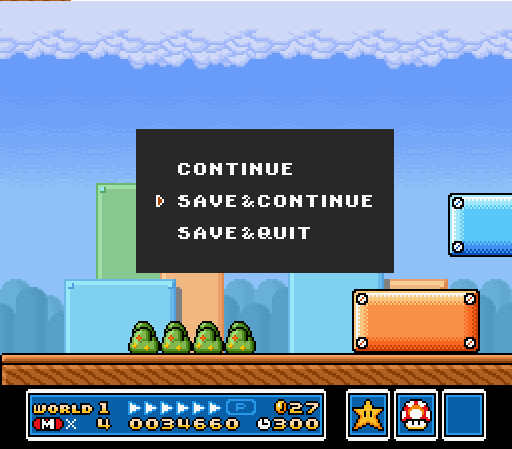 CONTINUE
SAVE&CONTINUE
SAVE&QUIT
WORLD 1 P 27
M X 4 0034660 300